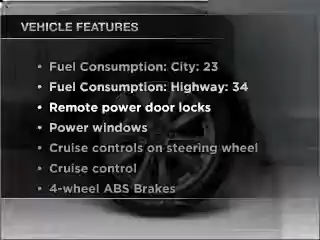 VEHICLE FEATURES
• Fuel Consumption: City: 23
• Fuel Consumption: Highway: 34
• Remote power door locks
• Power windows
• Cruise controls on steering wheel
• Cruise control
• 4-wheel ABS Brakes